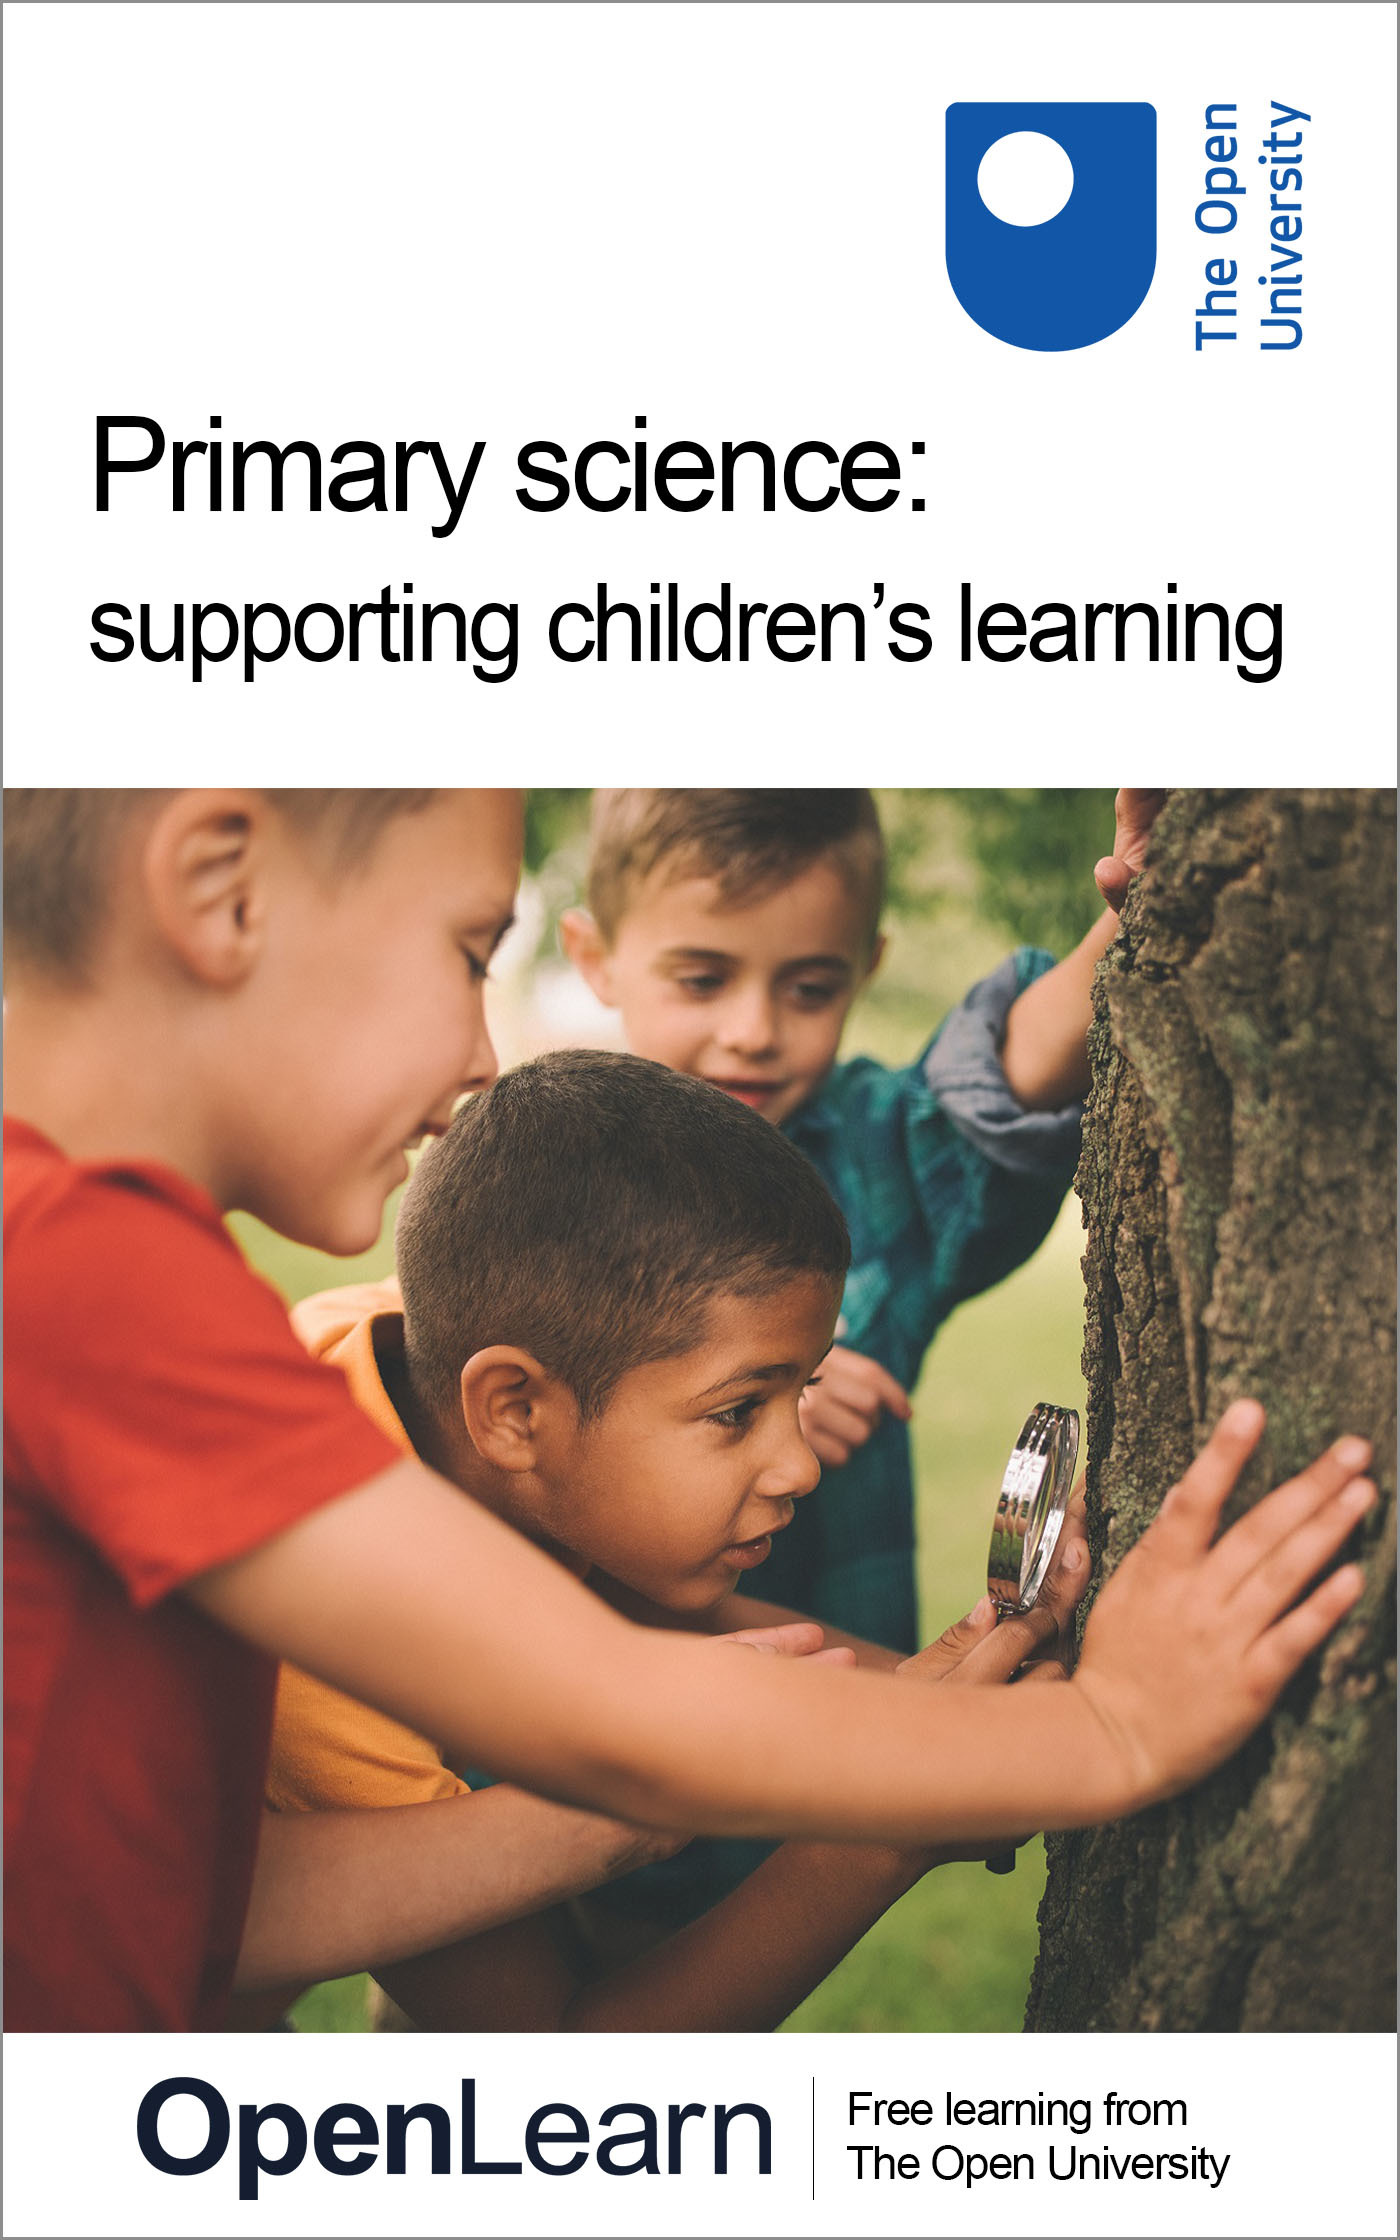 The Open
University
Primary science:
supporting children’s learning
OpenLearn
Free learning from
The Open University